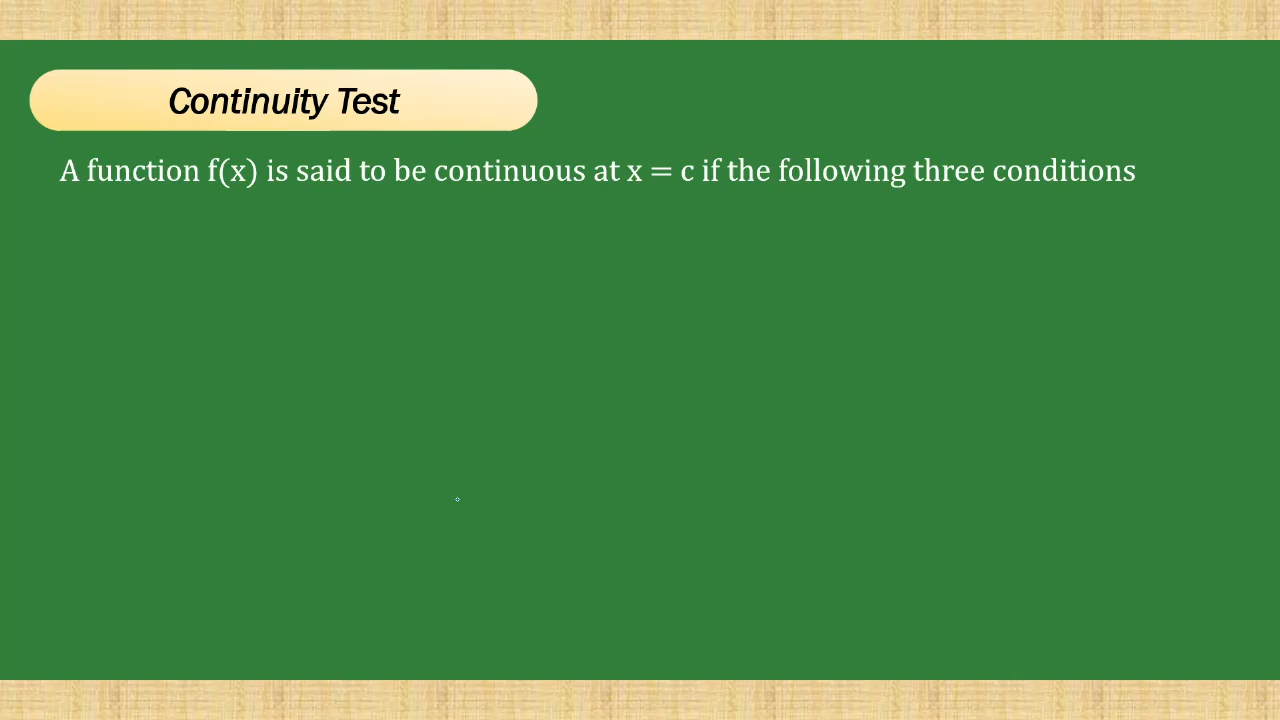 Continuity Test
A function f(x) is said to be continuous at x = c if the following three conditions